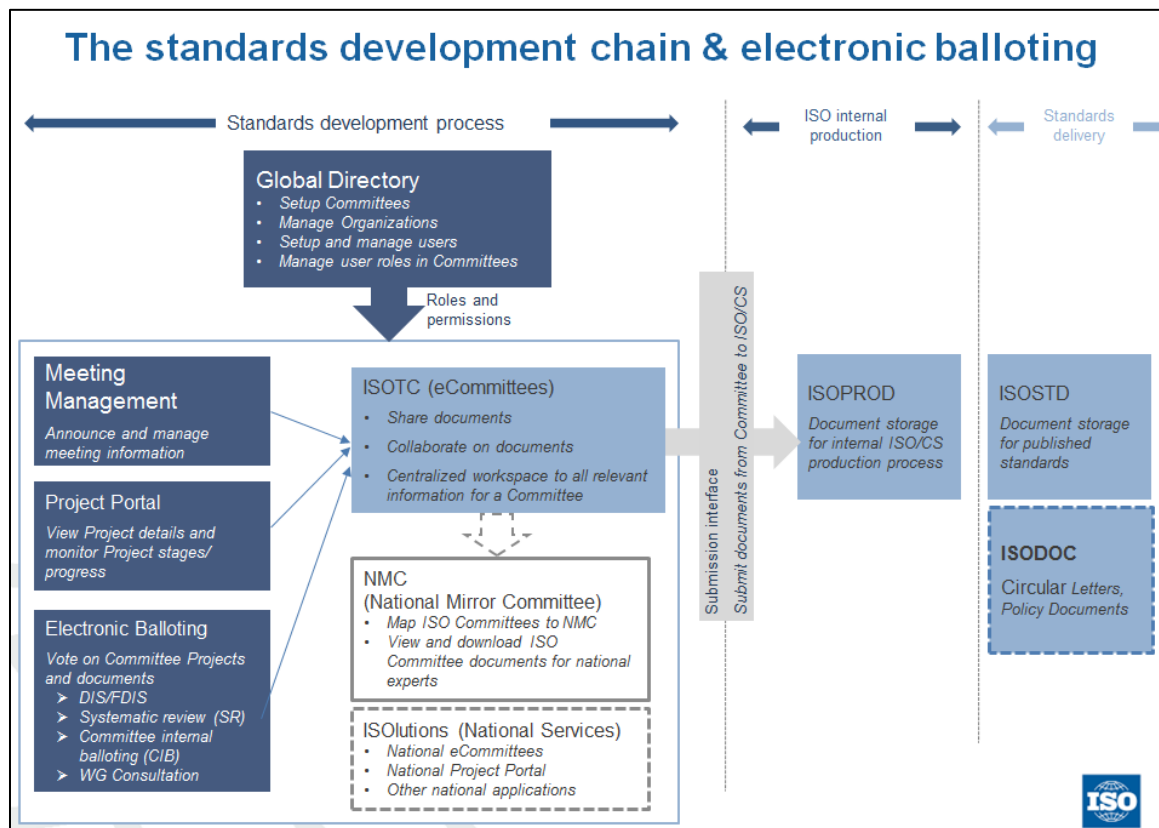 The standards development chain & electronic balloting
Standards development process
ISO internal
production
Standards
delivery
Global Directory
• Setup Committees
• Manage Organizations
• Setup and manage users
• Manage user roles in Committees
Roles and
permissions
Meeting
Management
Announce and manage
meeting information
Project Portal
View Project details and
monitor Project stages/
progress
Electronic Balloting
Vote on Committee Projects
and documents
➢ DIS/FDIS
➢ Systematic review (SR)
➢ Committee internal
balloting (CIB)
➢ WG Consultation
ISOTC (eCommittees)
• Share documents
• Collaborate on documents
• Centralized workspace to all relevant
information for a Committee
NMC
(National Mirror Committee)
• Map ISO Committees to NMC
• View and download ISO
Committee documents for national
experts
ISOlutions (National Services)
• National eCommittees
• National Project Portal
• Other national applications
Submission interface
Submit documents from Committee to ISO/CS
ISOPROD
Document storage
for internal ISO/CS
production process
ISOSTD
Document storage
for published
standards
ISODOC
Circular Letters,
Policy Documents
ISO